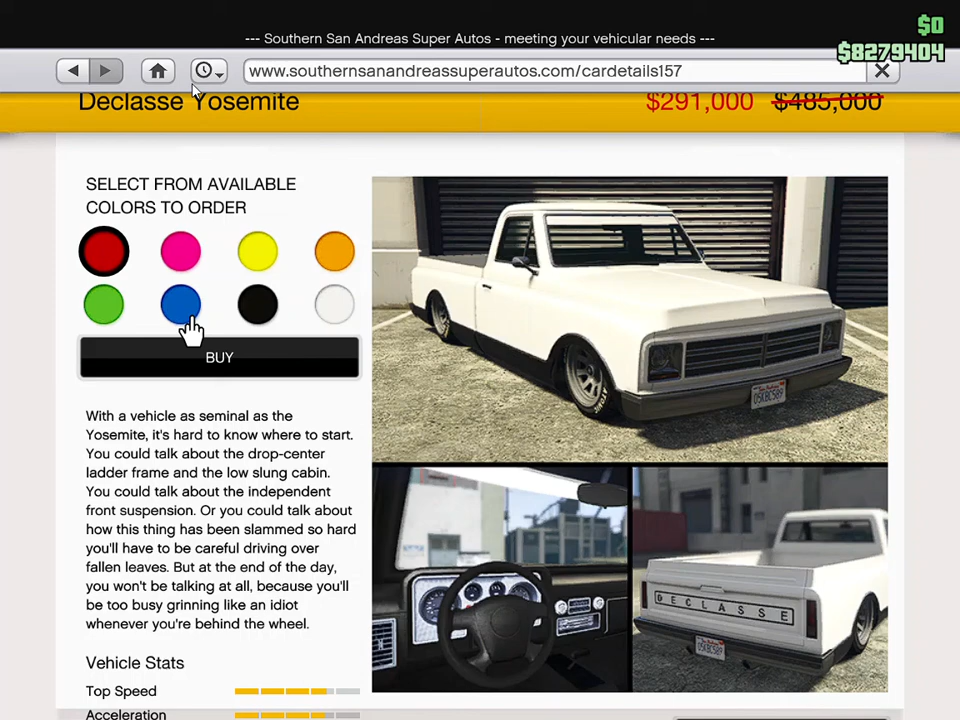 $0
--- Southern San Andreas Super Autos - meeting your vehicular needs ---
$8279404
www.southernsanandreassuperautos.com/cardetails157
Declasse Yosemite
$291,000 $485,000
SELECT FROM AVAILABLE
COLORS TO ORDER
BUY
With a vehicle as seminal as the
Yosemite, it's hard to know where to start.
You could talk about the drop-center
ladder frame and the low slung cabin.
You could talk about the independent
front suspension. Or you could talk about
how this thing has been slammed so hard
you'll have to be careful driving over
fallen leaves. But at the end of the day,
you won't be talking at all, because you'll
be too busy grinning like an idiot
whenever you're behind the wheel.
Vehicle Stats
Top Speed
Acceleration
05KBC589
DECLASSE
05KBC589